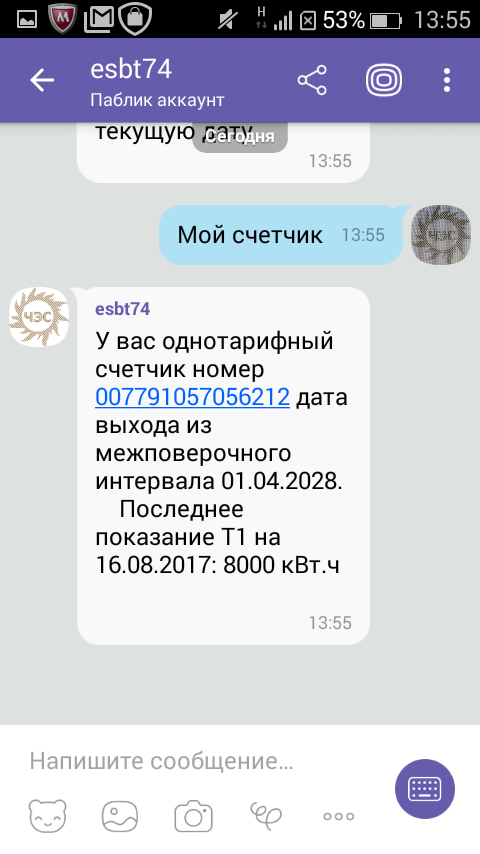 H 53% 13:55
esbt74
Паблик аккаунт
текущую дату
Сегодня
13:55
Мой счетчик 13:55
ЧЭС
esbt74
У вас однотарифный
счетчик номер
007791057056212 дата
выхода из
межповерочного
интервала 01.04.2028.
Последнее
показание Т1 на
16.08.2017: 8000 кВт.ч
13:55
Напишите сообщение...